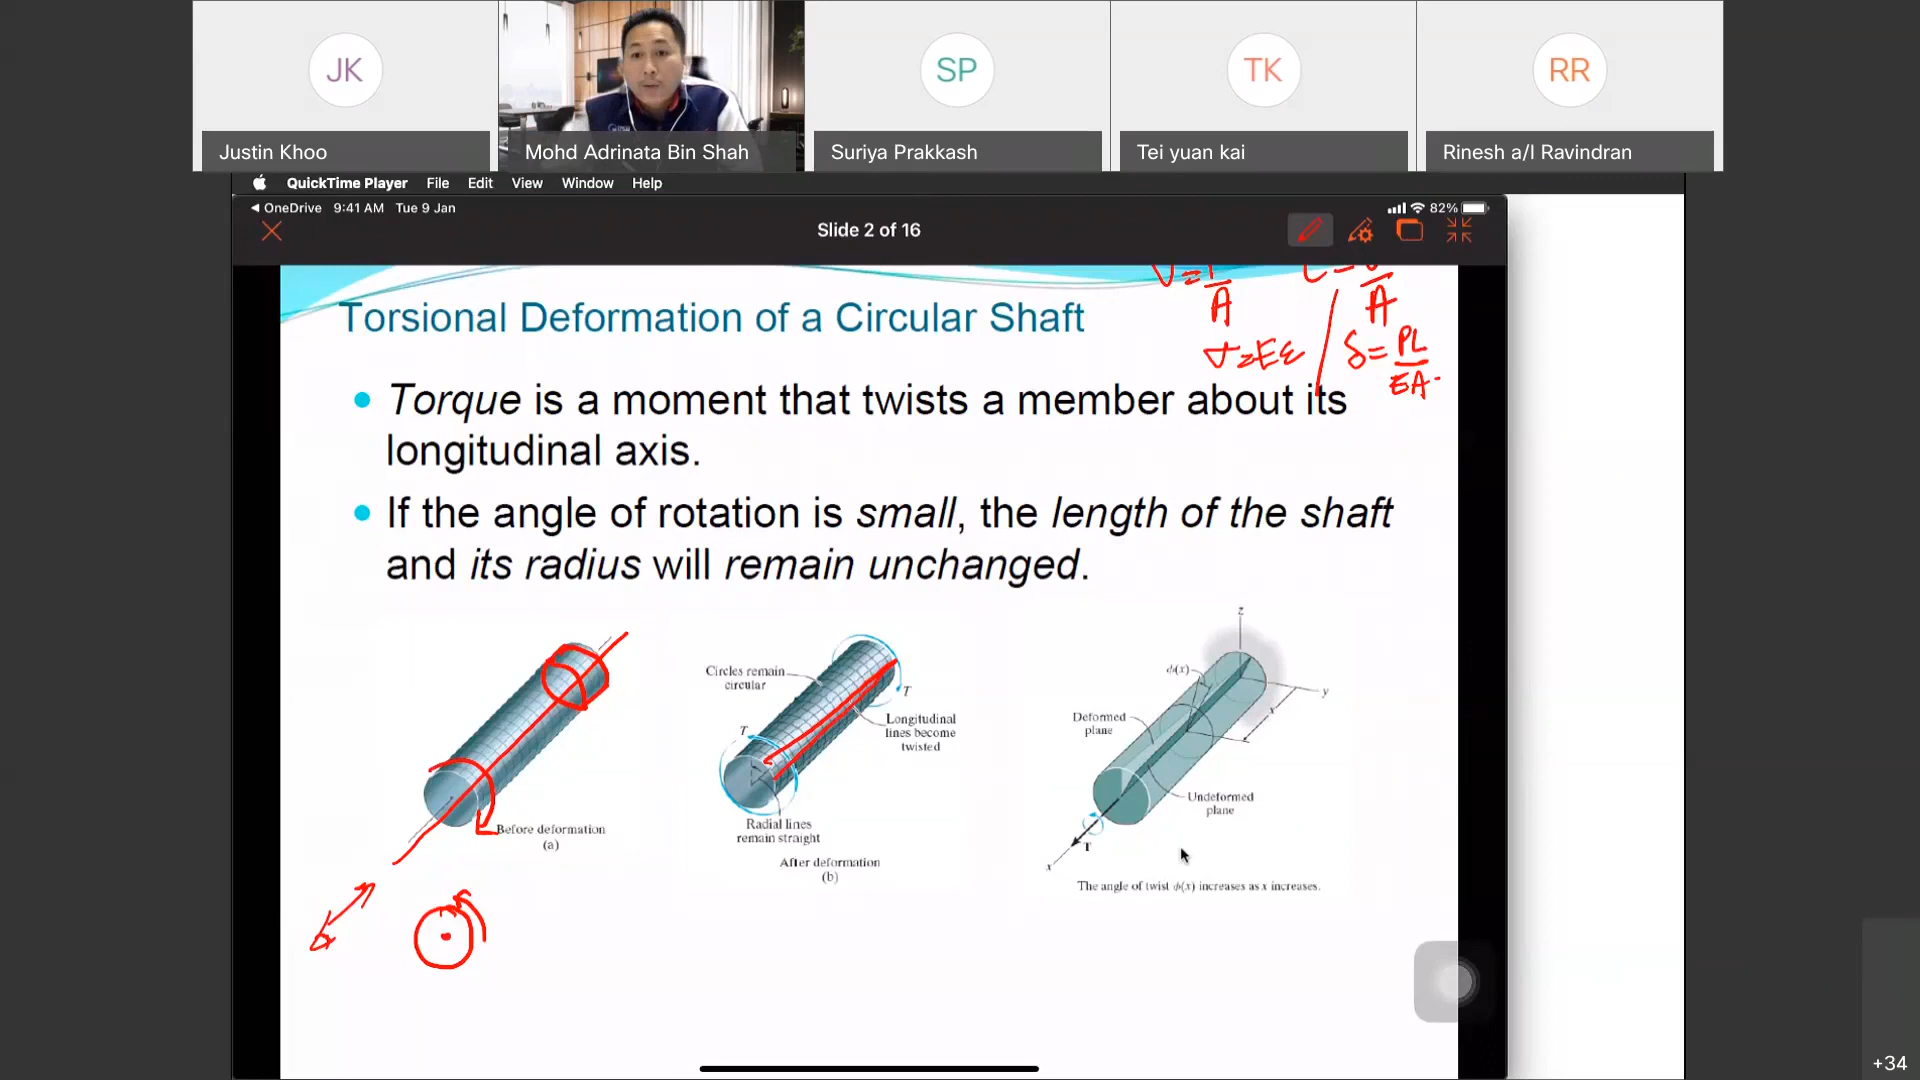 JK
SP
TK
RR
Justin Khoo
Mohd Adrinata Bin Shah
Suriya Prakkash
Tei yuan kai
Rinesh a/l Ravindran
QuickTime Player File Edit View Window Help
OneDrive 9:41 AM Tue 9 Jan
82%
Slide 2 of 16
A
A
Torsional Deformation of a Circular Shaft
σ=Eε
δ=PL
EA
Torque is a moment that twists a member about its
longitudinal axis.
If the angle of rotation is small, the length of the shaft
and its radius will remain unchanged.
Before deformation
(a)
Circles remain
circular
T
Longitudinal
lines become
twisted
T
Radial lines
remain straight
After deformation
(b)
z
ϕ(x)
y
x
Deformed
plane
Undeformed
plane
T
x
The angle of twist ϕ(x) increases as x increases.
+34